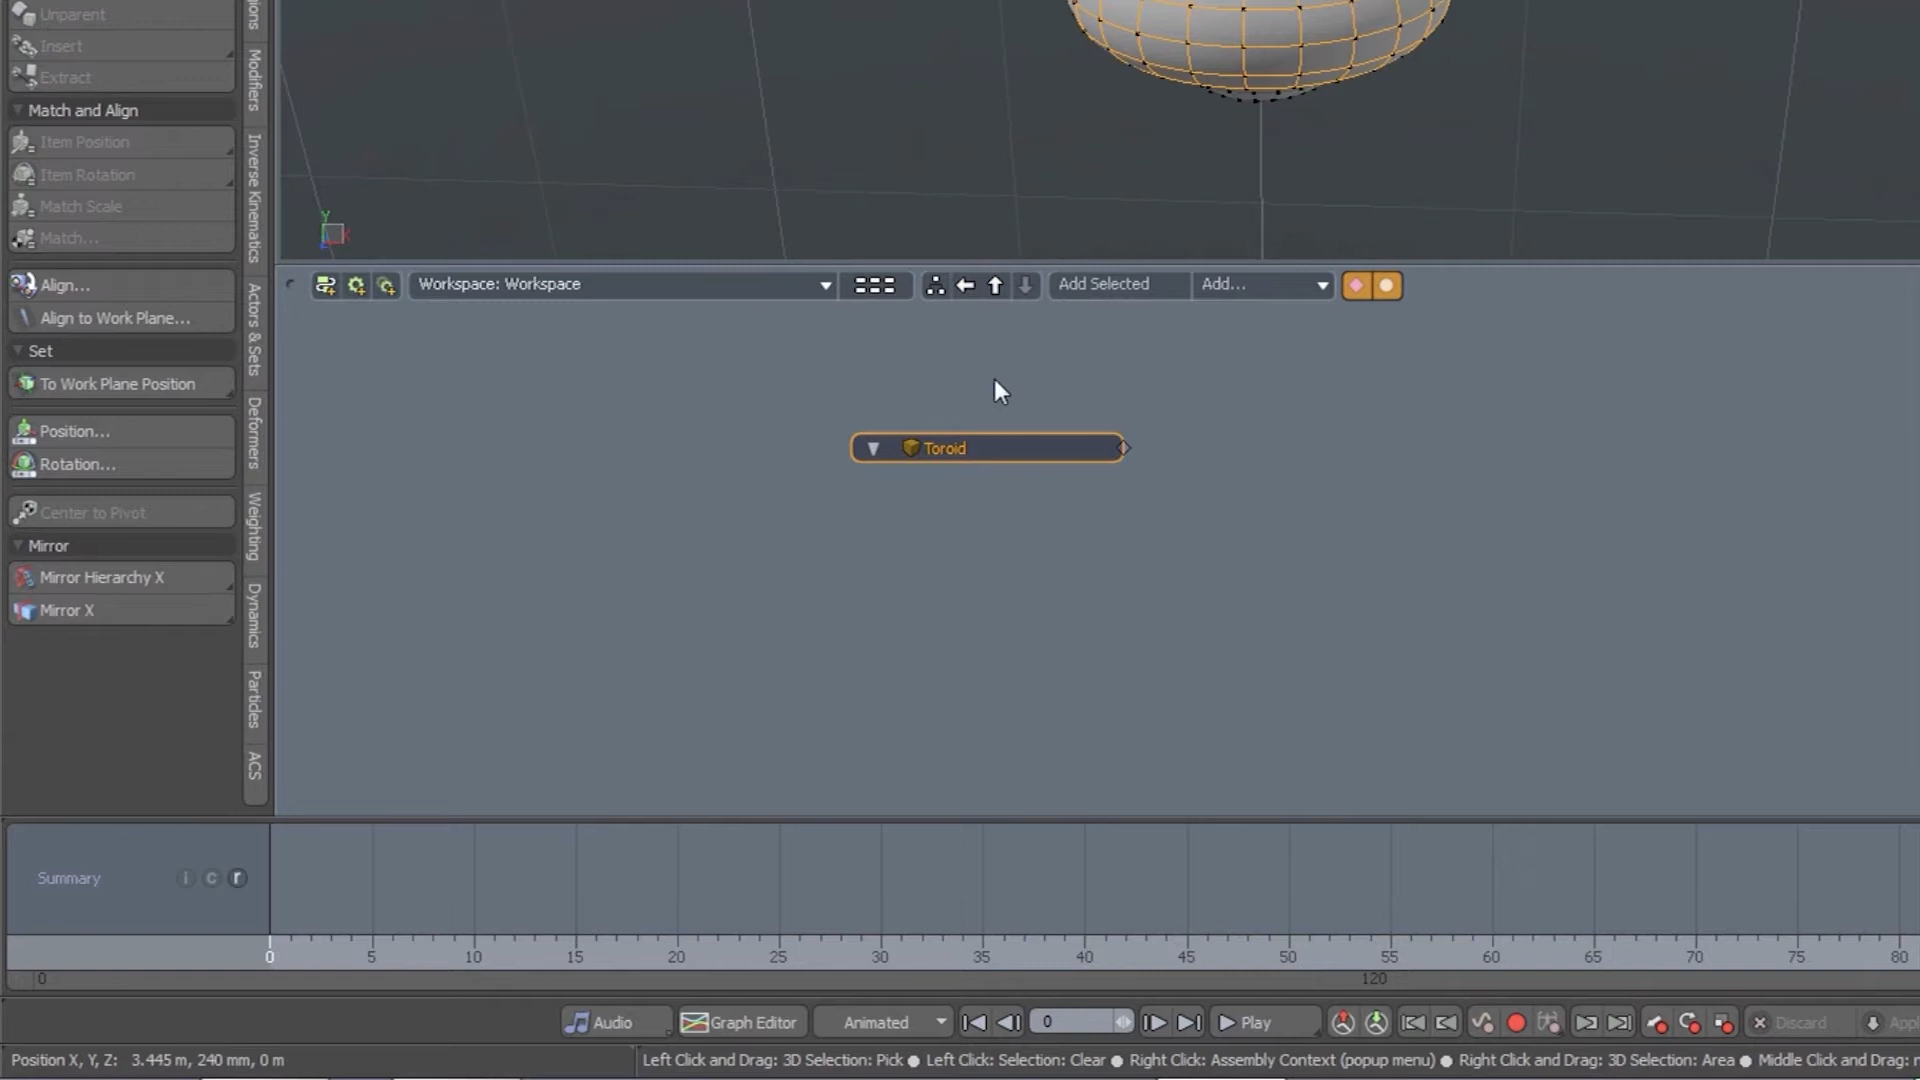 Unparent
Insert
Extract
Match and Align
Item Position
Item Rotation
Match Scale
Match...
Align...
Align to Work Plane...
Set
To Work Plane Position
Position...
Rotation...
Center to Pivot
Mirror
Mirror Hierarchy X
Mirror X
Modifiers
Inverse Kinematics
Actors & Sets
Deformers
Weighting
Dynamics
Particles
ACS
Y
Workspace: Workspace
Add Selected
Add...
Toroid
Summary
i c r
0 5 10 15 20 25 30 35 40 45 50 55 60 65 70 75 80
0 120
Audio
Graph Editor
Animated
0
Play
Discard
Position X, Y, Z: 3.445 m, 240 mm, 0 m
Left Click and Drag: 3D Selection: Pick ● Left Click: Selection: Clear ● Right Click: Assembly Context (popup menu) ● Right Click and Drag: 3D Selection: Area ● Middle Click and Drag: